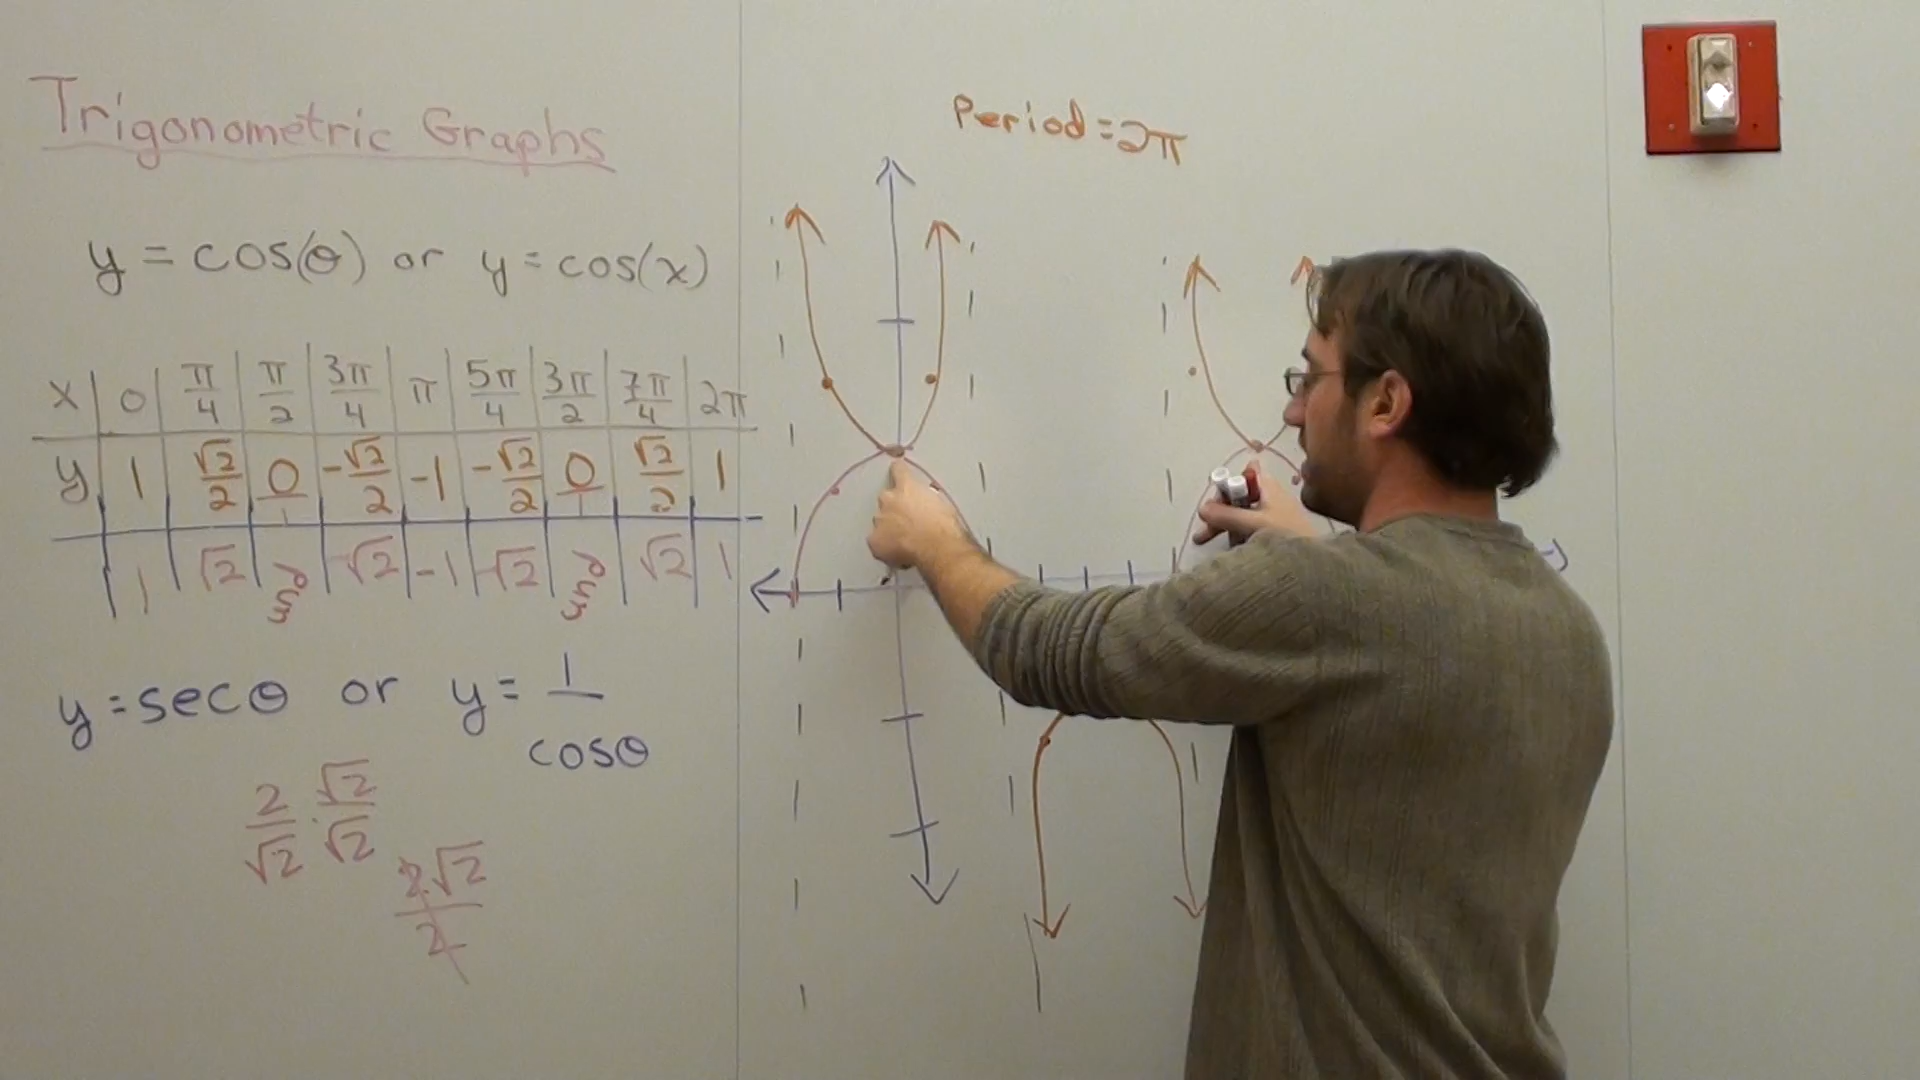 Trigonometric Graphs
Period = 2π
y = cos(θ) or y = cos(x)
x | 0 | π/4 | π/2 | 3π/4 | π | 5π/4 | 3π/2 | 7π/4 | 2π
y | 1 | √2/2 | 0 | -√2/2 | -1 | -√2/2 | 0 | √2/2 | 1
1 | √2 | und | -√2 | -1 | -√2 | und | √2 | 1
y = secθ or y = 1/cosθ
2/√2 · √2/√2
2√2/2